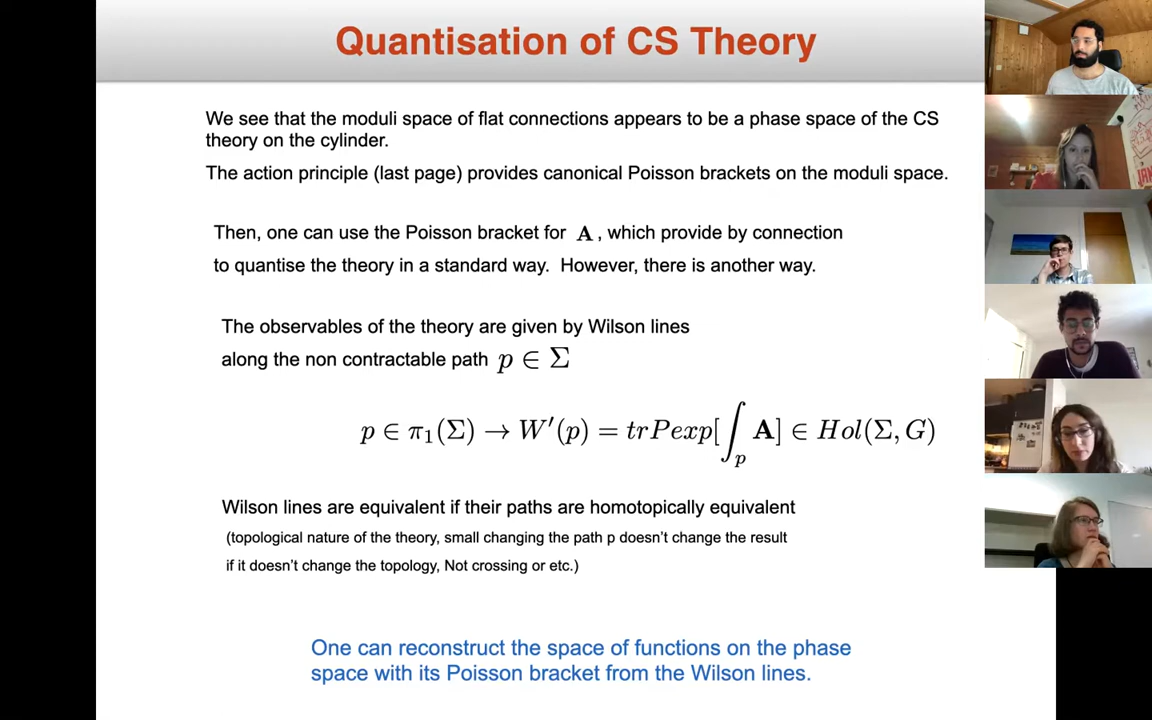 Quantisation of CS Theory
We see that the moduli space of flat connections appears to be a phase space of the CS
theory on the cylinder.
The action principle (last page) provides canonical Poisson brackets on the moduli space.
Then, one can use the Poisson bracket for A , which provide by connection
to quantise the theory in a standard way. However, there is another way.
The observables of the theory are given by Wilson lines
along the non contractable path p ∈ Σ
p ∈ π₁(Σ) → W′(p) = trPexp[∫ₚ A] ∈ Hol(Σ, G)
Wilson lines are equivalent if their paths are homotopically equivalent
(topological nature of the theory, small changing the path p doesn't change the result
if it doesn't change the topology, Not crossing or etc.)
One can reconstruct the space of functions on the phase
space with its Poisson bracket from the Wilson lines.